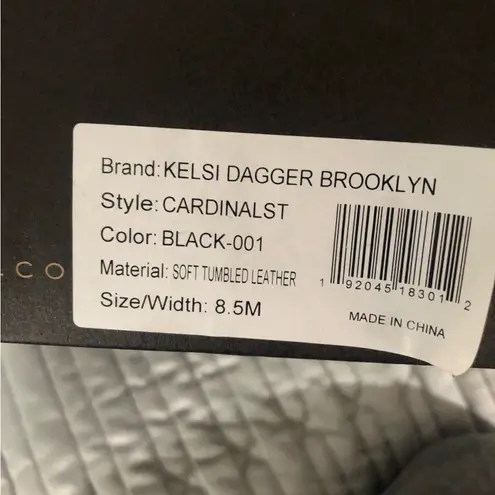 Brand: KELSI DAGGER BROOKLYN
Style: CARDINALST
Color: BLACK-001
Material: SOFT TUMBLED LEATHER
Size/Width: 8.5M
1 92045 18301 2
MADE IN CHINA
.CO